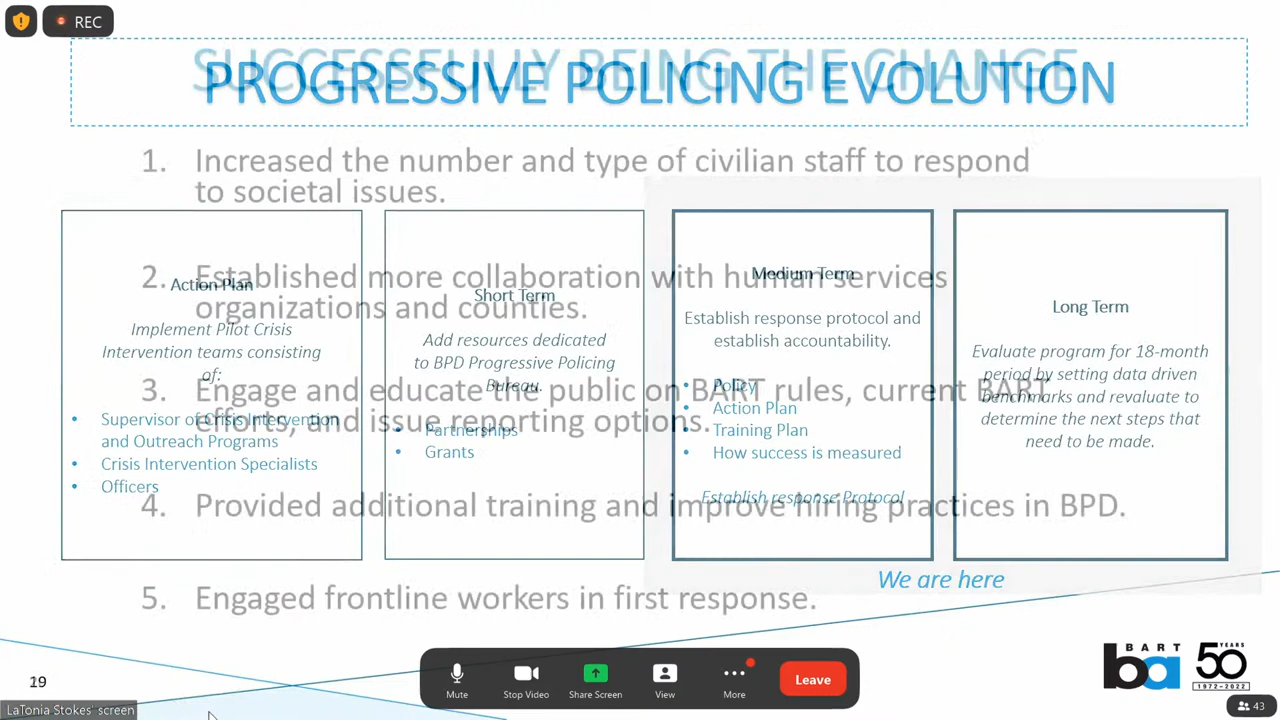 REC
SUCCESSFULLY BEING THE CHANGE
PROGRESSIVE POLICING EVOLUTION
1. Increased the number and type of civilian staff to respond
to societal issues.
2. Established more collaboration with human services
organizations and counties.
3. Engage and educate the public on BART rules, current BART
efforts, and issue reporting options.
4. Provided additional training and improve hiring practices in BPD.
5. Engaged frontline workers in first response.
Action Plan
Implement Pilot Crisis
Intervention teams consisting
of:
• Supervisor of Crisis Intervention
and Outreach Programs
• Crisis Intervention Specialists
• Officers
Short Term
Add resources dedicated
to BPD Progressive Policing
Bureau.
• Partnerships
• Grants
Medium Term
Establish response protocol and
establish accountability.
• Policy
• Action Plan
• Training Plan
• How success is measured
Establish response Protocol
Long Term
Evaluate program for 18-month
period by setting data driven
benchmarks and revaluate to
determine the next steps that
need to be made.
We are here
BART
ba
50
YEARS
1972-2022
19
Mute
Stop Video
Share Screen
View
More
Leave
LaTonia Stokes' screen
43